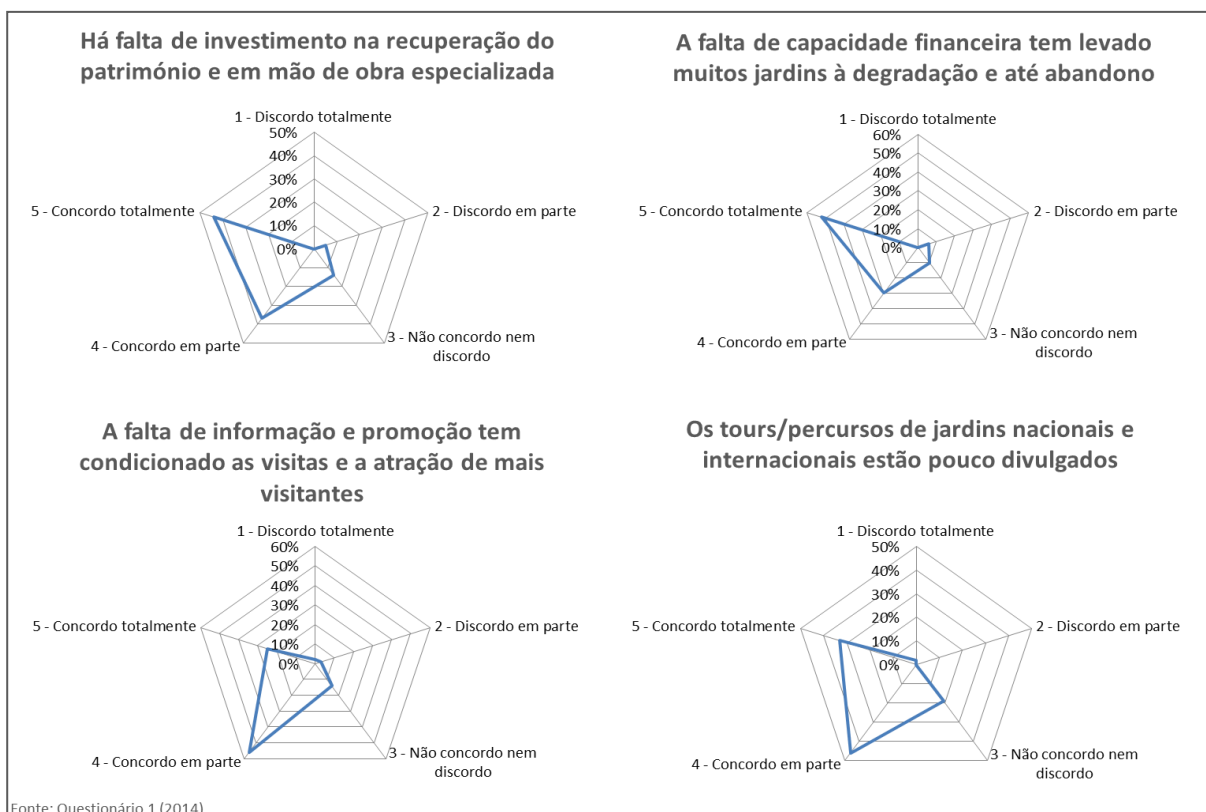 Há falta de investimento na recuperação do
património e em mão de obra especializada
1 - Discordo totalmente
50%
40%
30%
20%
10%
0%
2 - Discordo em parte
3 - Não concordo nem
discordo
4 - Concordo em parte
5 - Concordo totalmente
A falta de capacidade financeira tem levado
muitos jardins à degradação e até abandono
1 - Discordo totalmente
60%
50%
40%
30%
20%
10%
0%
2 - Discordo em parte
3 - Não concordo nem
discordo
4 - Concordo em parte
5 - Concordo totalmente
A falta de informação e promoção tem
condicionado as visitas e a atração de mais
visitantes
1 - Discordo totalmente
60%
50%
40%
30%
20%
10%
0%
2 - Discordo em parte
3 - Não concordo nem
discordo
4 - Concordo em parte
5 - Concordo totalmente
Os tours/percursos de jardins nacionais e
internacionais estão pouco divulgados
1 - Discordo totalmente
50%
40%
30%
20%
10%
0%
2 - Discordo em parte
3 - Não concordo nem
discordo
4 - Concordo em parte
5 - Concordo totalmente
Fonte: Questionário 1 (2014)